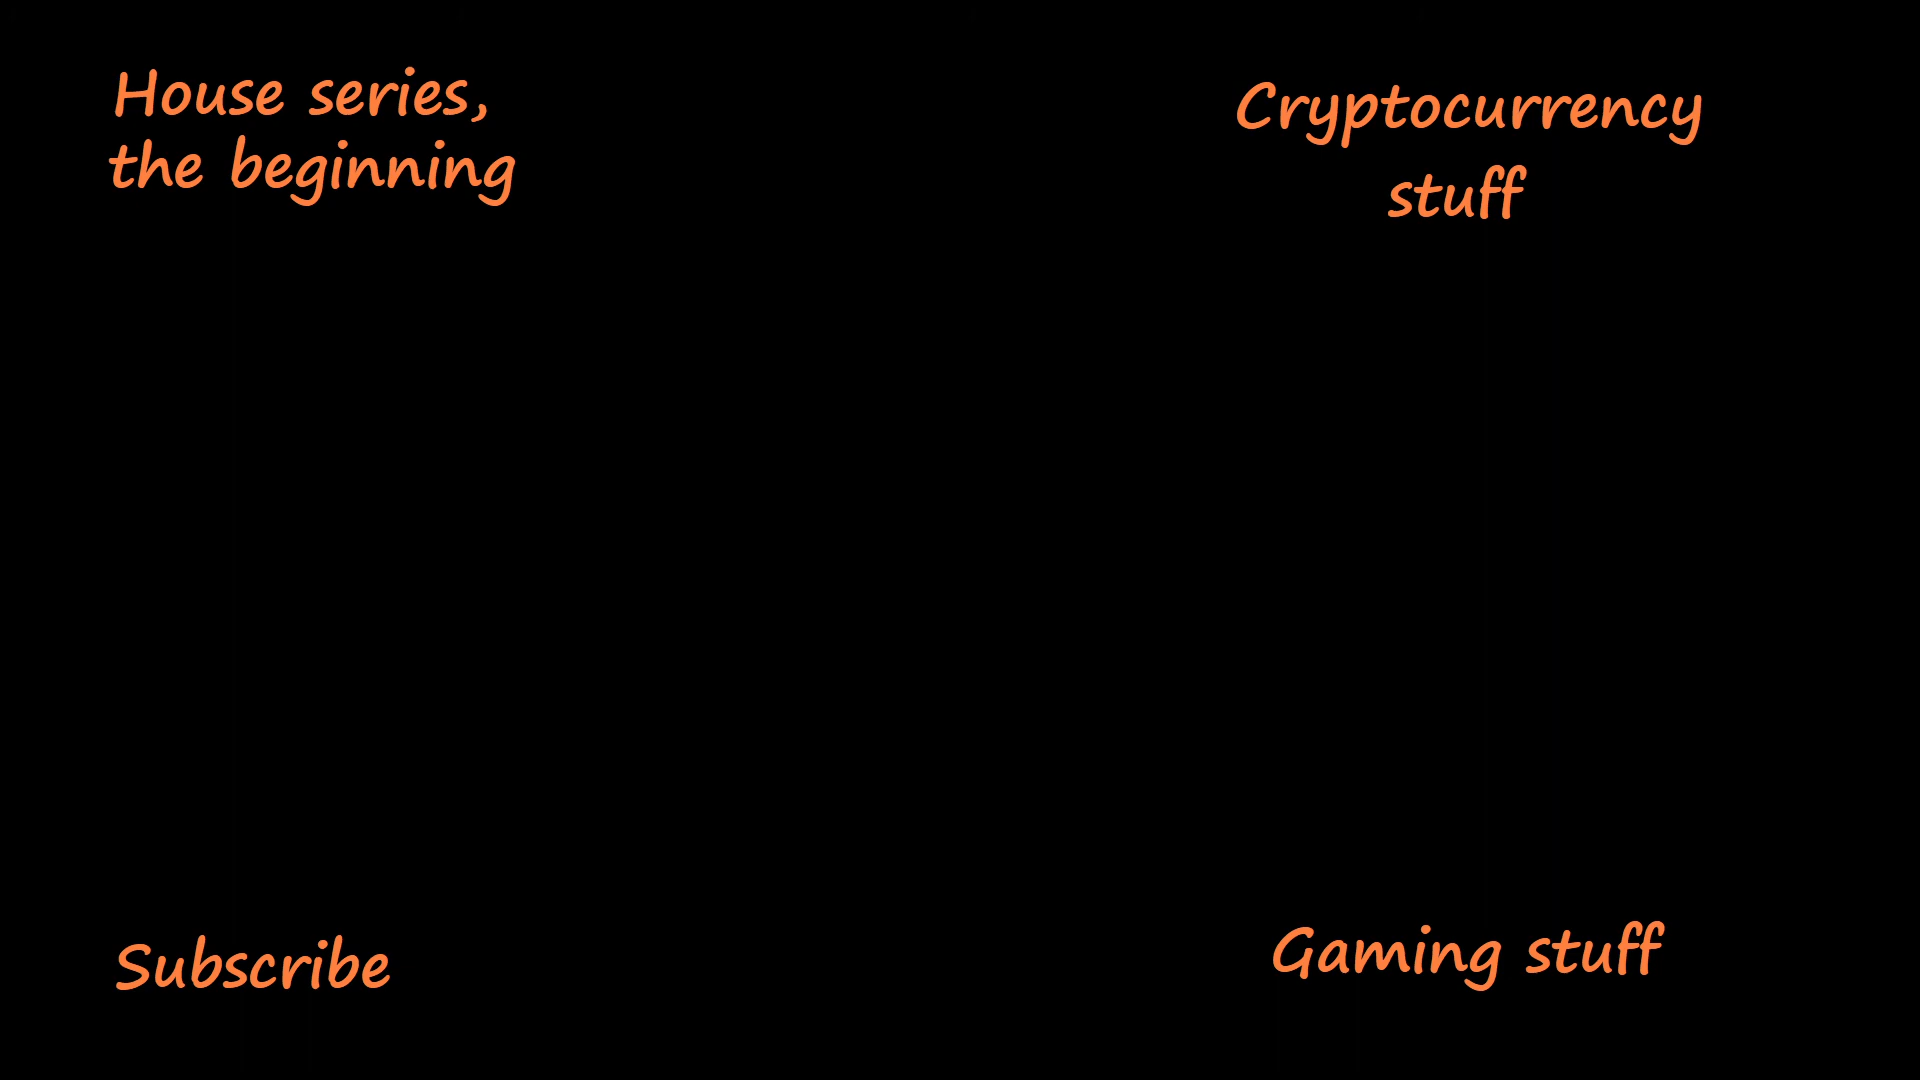 House series,
the beginning
Cryptocurrency
stuff
Subscribe
Gaming stuff